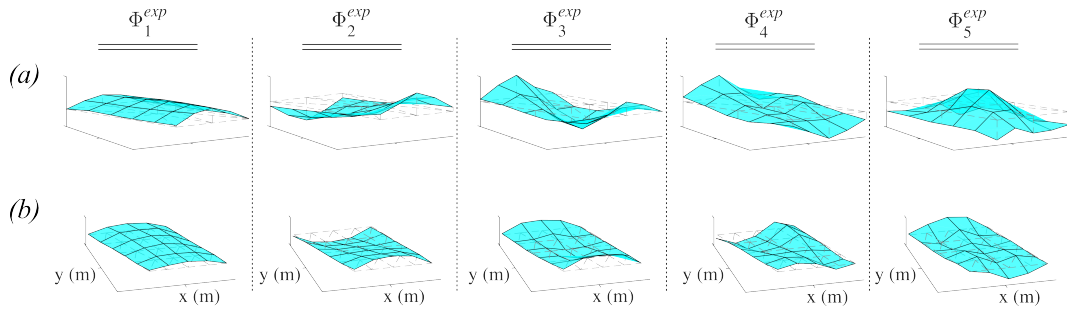 Φ₁ᵉˣᵖ Φ₂ᵉˣᵖ Φ₃ᵉˣᵖ Φ₄ᵉˣᵖ Φ₅ᵉˣᵖ
(a)
(b)
y (m) y (m) y (m) y (m) y (m)
x (m) x (m) x (m) x (m) x (m)